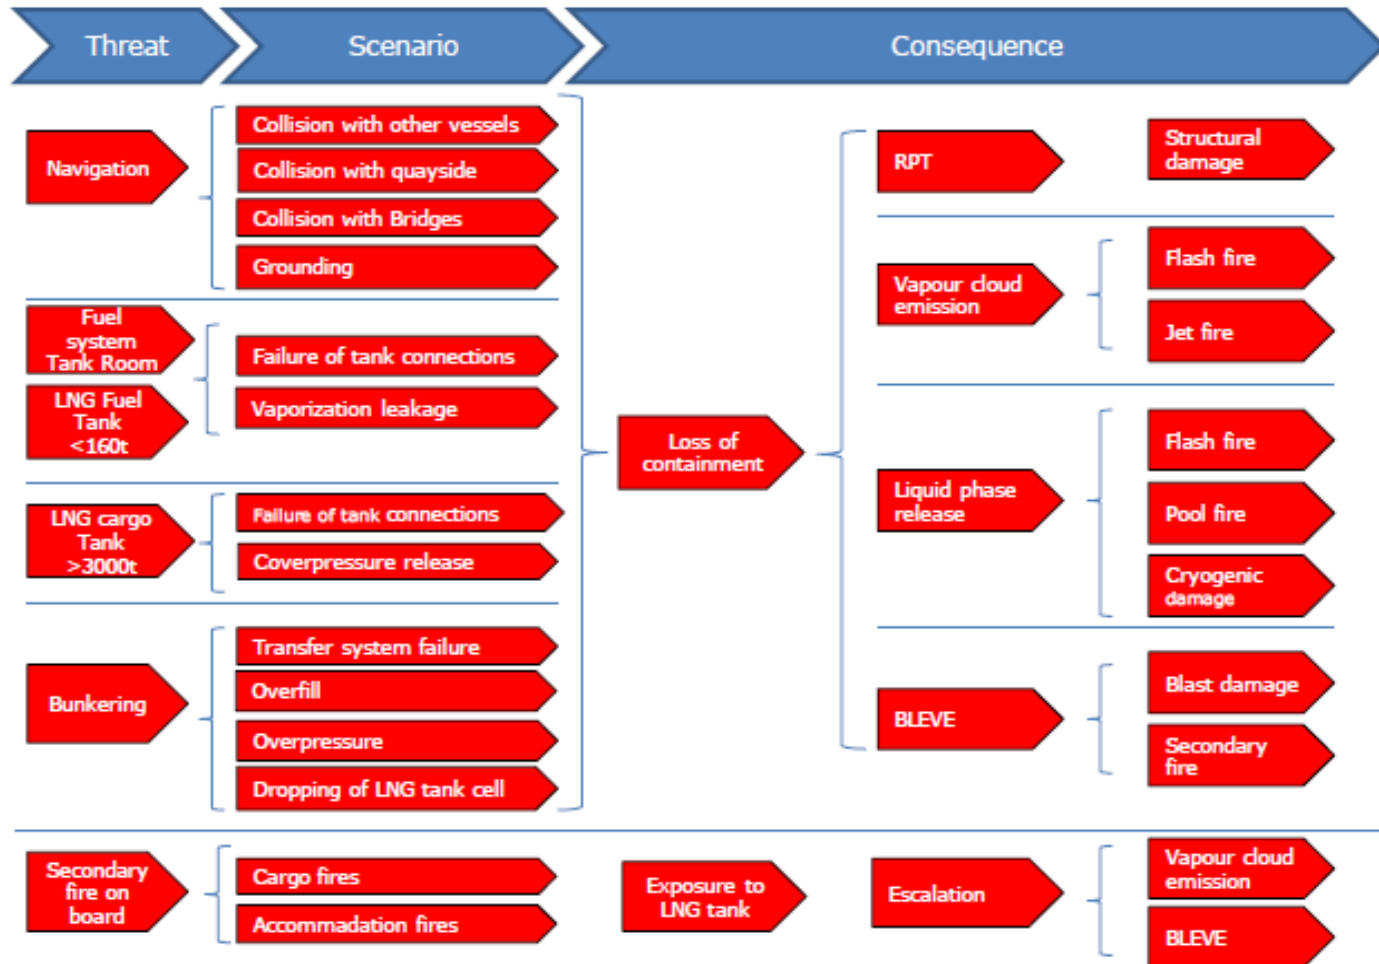 Threat
Scenario
Consequence
Navigation
Collision with other vessels
Collision with quayside
Collision with Bridges
Grounding
Fuel
system
Tank Room
LNG Fuel
Tank
<160t
Failure of tank connections
Vaporization leakage
LNG cargo
Tank
>3000t
Failure of tank connections
Coverpressure release
Bunkering
Transfer system failure
Overfill
Overpressure
Dropping of LNG tank cell
Loss of
containment
RPT
Structural
damage
Vapour cloud
emission
Flash fire
Jet fire
Liquid phase
release
Flash fire
Pool fire
Cryogenic
damage
BLEVE
Blast damage
Secondary
fire
Secondary
fire on
board
Cargo fires
Accommadation fires
Exposure to
LNG tank
Escalation
Vapour cloud
emission
BLEVE